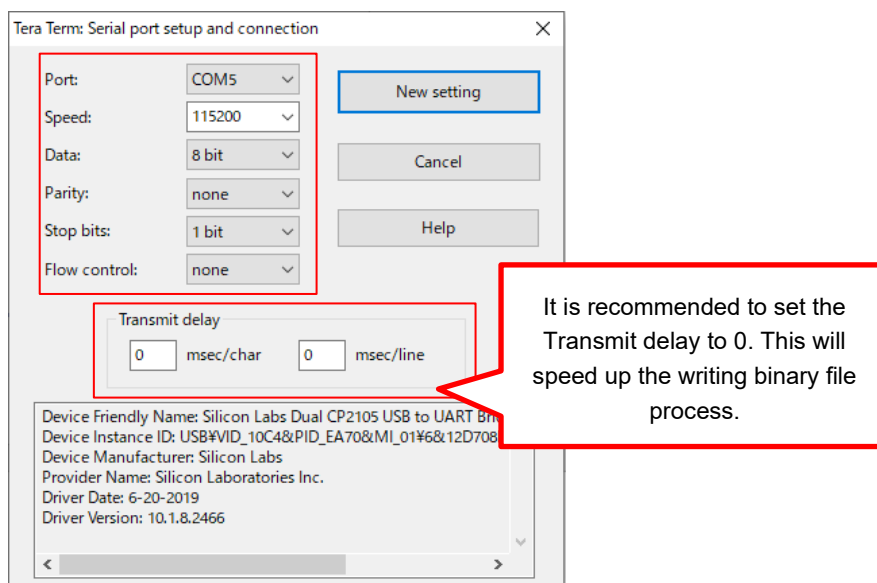 Tera Term: Serial port setup and connection
Port: COM5
New setting
Speed: 115200
Data: 8 bit
Cancel
Parity: none
Stop bits: 1 bit
Help
Flow control: none
Transmit delay
0 msec/char 0 msec/line
It is recommended to set the
Transmit delay to 0. This will
speed up the writing binary file
process.
Device Friendly Name: Silicon Labs Dual CP2105 USB to UART
Device Instance ID: USB¥VID_10C4&PID_EA70&MI_01¥6&12D708
Device Manufacturer: Silicon Labs
Provider Name: Silicon Laboratories Inc.
Driver Date: 6-20-2019
Driver Version: 10.1.8.2466